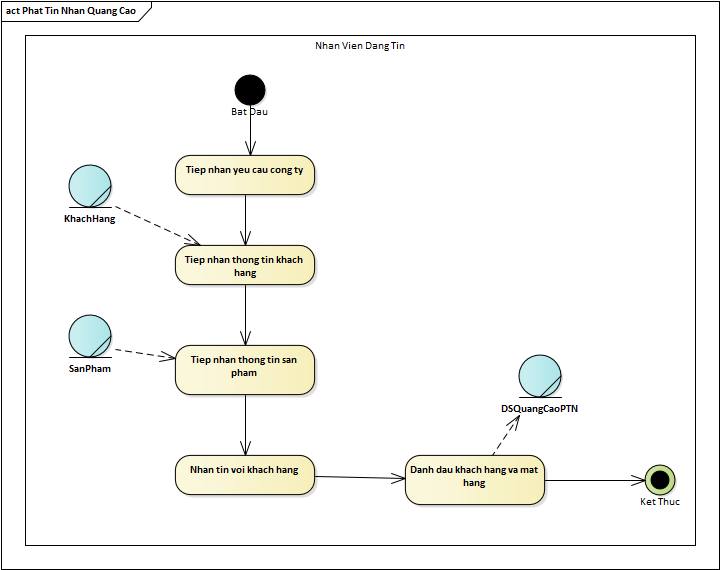 act Phat Tin Nhan Quang Cao
Nhan Vien Dang Tin
Bat Dau
Tiep nhan yeu cau cong ty
KhachHang
Tiep nhan thong tin khach
hang
SanPham
Tiep nhan thong tin san
pham
DSQuangCaoPTN
Nhan tin voi khach hang
Danh dau khach hang va mat
hang
Ket Thuc